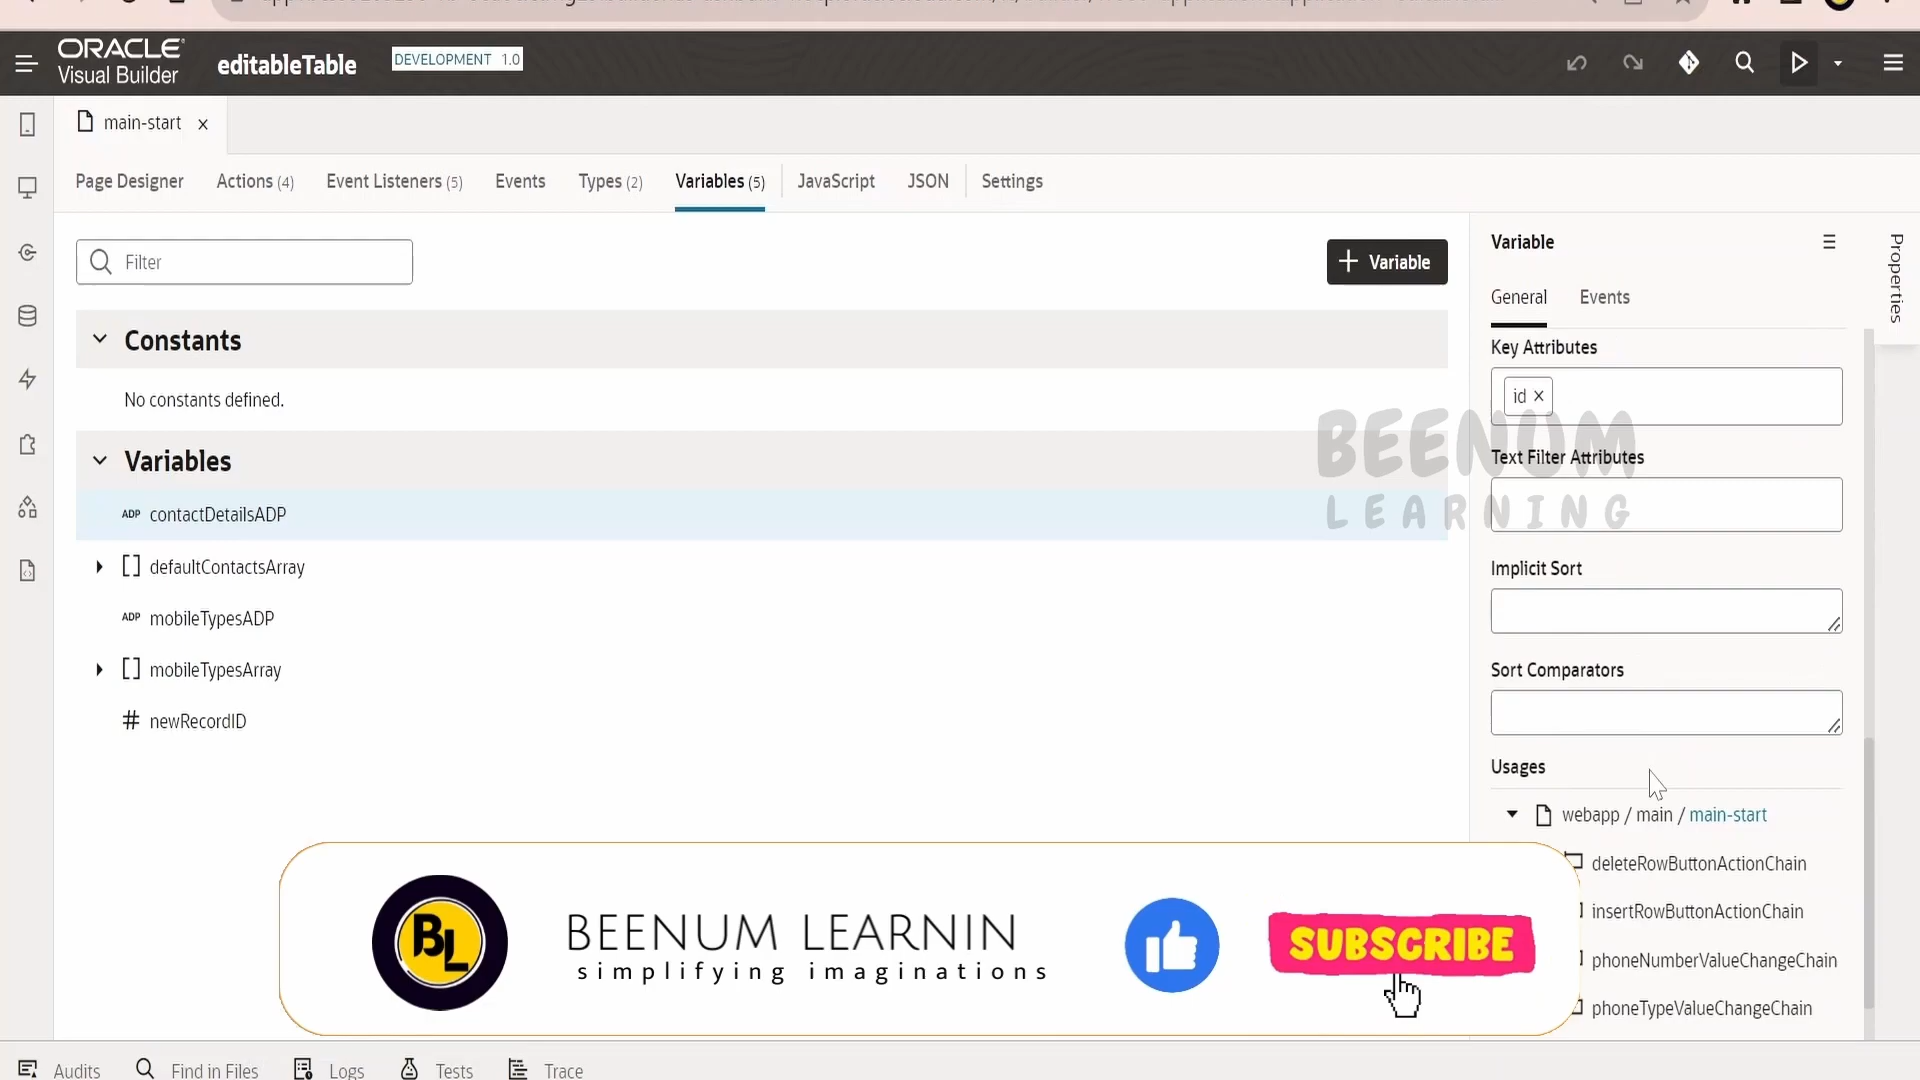 ORACLE
Visual Builder
editableTable
DEVELOPMENT 1.0
main-start
Page Designer
Actions (4)
Event Listeners (5)
Events
Types (2)
Variables (5)
JavaScript
JSON
Settings
Filter
+ Variable
Variable
Properties
General
Events
Constants
No constants defined.
Variables
ADP contactDetailsADP
[] defaultContactsArray
ADP mobileTypesADP
[] mobileTypesArray
# newRecordID
Key Attributes
id ×
BEENUM
LEARNING
Text Filter Attributes
Implicit Sort
Sort Comparators
Usages
webapp / main / main-start
deleteRowButtonActionChain
insertRowButtonActionChain
phoneNumberValueChangeChain
phoneTypeValueChangeChain
BL
BEENUM LEARNIN
simplifying imaginations
SUBSCRIBE
Audits
Find in Files
Logs
Tests
Trace